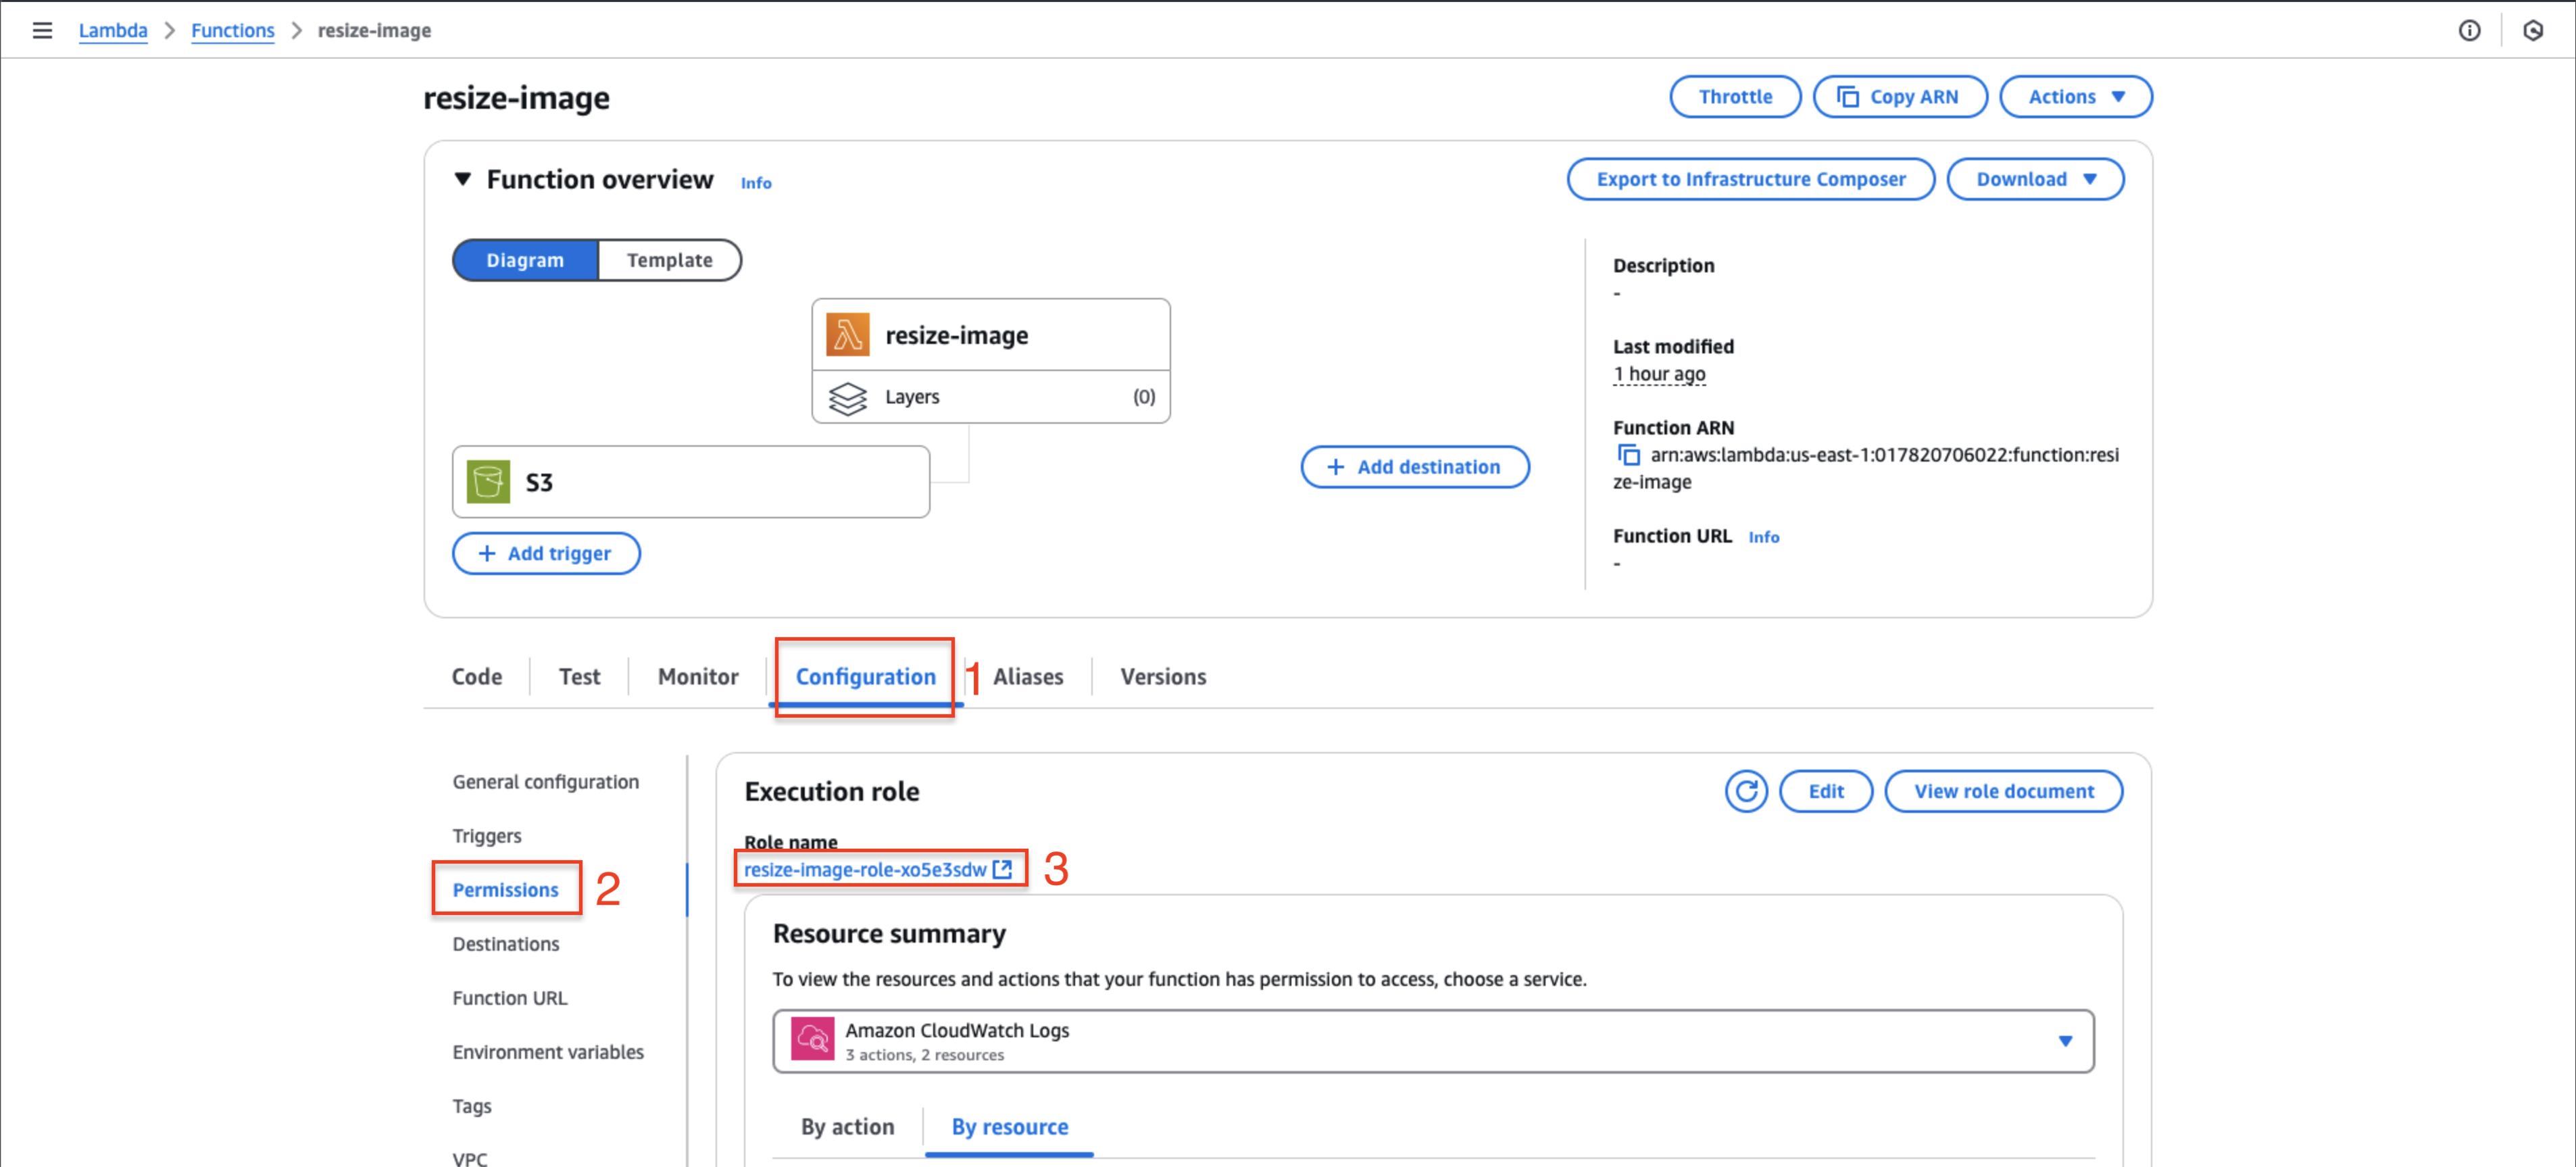 Lambda > Functions > resize-image
resize-image
Throttle
Copy ARN
Actions
Function overview Info
Export to Infrastructure Composer
Download
Diagram
Template
resize-image
Layers (0)
S3
+ Add trigger
+ Add destination
Description
-
Last modified
1 hour ago
Function ARN
arn:aws:lambda:us-east-1:017820706022:function:resi
ze-image
Function URL Info
-
Code
Test
Monitor
Configuration
1
Aliases
Versions
General configuration
Triggers
Permissions
2
Destinations
Function URL
Environment variables
Tags
VPC
Execution role
Edit
View role document
Role name
resize-image-role-xo5e3sdw
3
Resource summary
To view the resources and actions that your function has permission to access, choose a service.
Amazon CloudWatch Logs
3 actions, 2 resources
By action
By resource